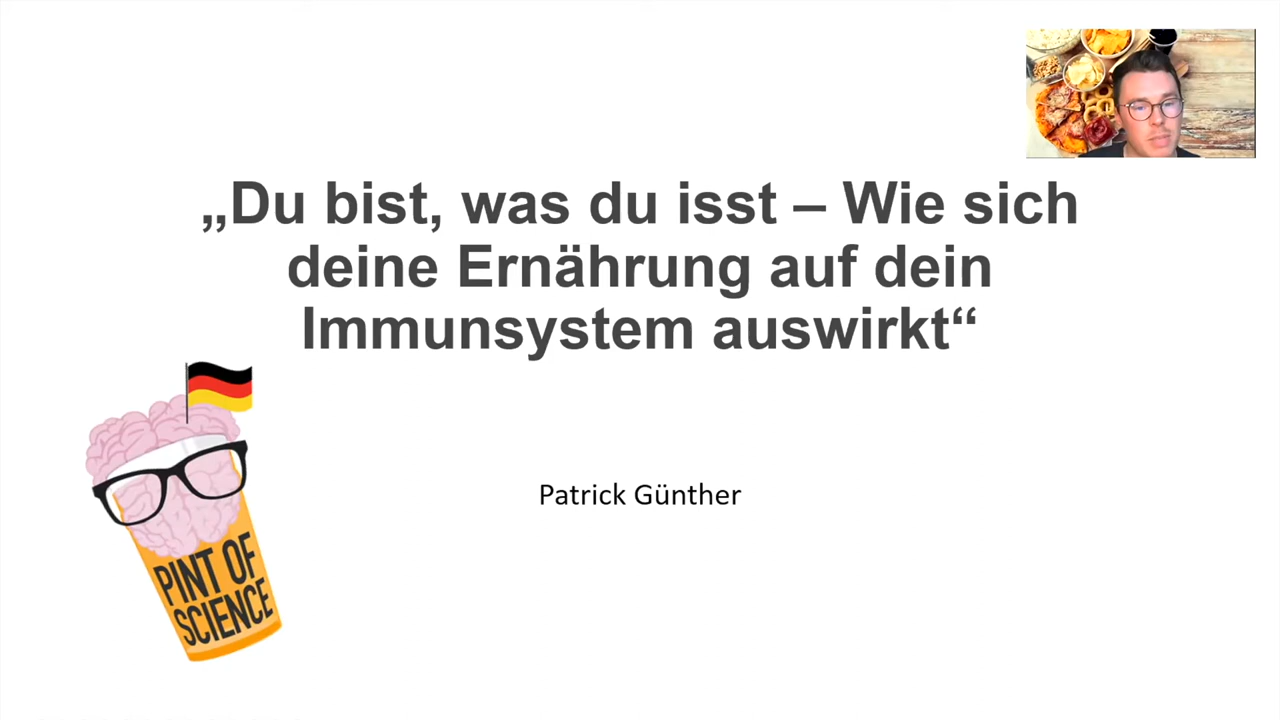 „Du bist, was du isst – Wie sich
deine Ernährung auf dein
Immunsystem auswirkt“
Patrick Günther
PINT OF
SCIENCE